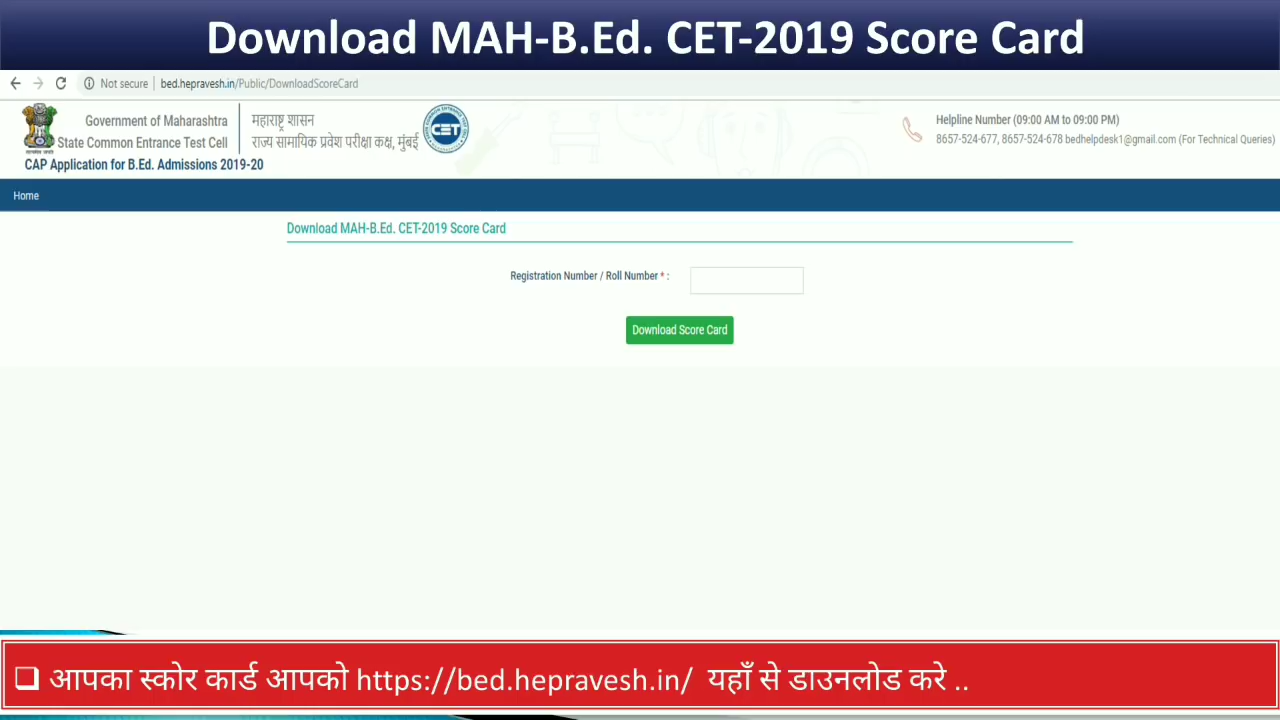 Download MAH-B.Ed. CET-2019 Score Card
Not secure | bed.hepravesh.in/Public/DownloadScoreCard
Government of Maharashtra
State Common Entrance Test Cell
महाराष्ट्र शासन
राज्य सामायिक प्रवेश परीक्षा कक्ष, मुंबई
CET
CAP Application for B.Ed. Admissions 2019-20
Helpline Number (09:00 AM to 09:00 PM)
8657-524-677, 8657-524-678 bedhelpdesk1@gmail.com (For Technical Queries)
Home
Download MAH-B.Ed. CET-2019 Score Card
Registration Number / Roll Number * :
Download Score Card
❑ आपका स्कोर कार्ड आपको https://bed.hepravesh.in/ यहाँ से डाउनलोड करे ..